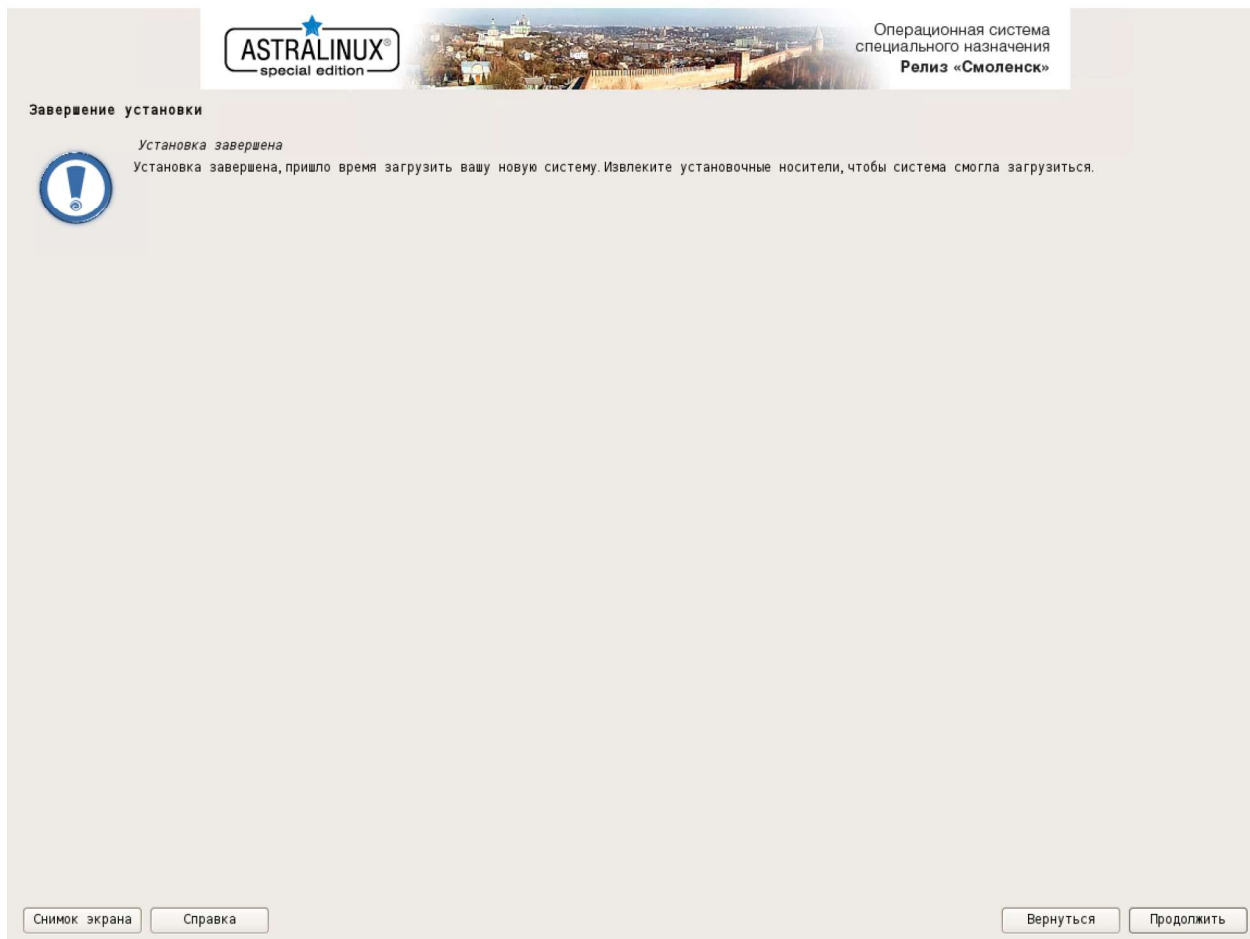 ASTRALINUX®
special edition
Операционная система
специального назначения
Релиз «Смоленск»
Завершение установки
Установка завершена
Установка завершена, пришло время загрузить вашу новую систему. Извлеките установочные носители, чтобы система смогла загрузиться.
Снимок экрана
Справка
Вернуться
Продолжить